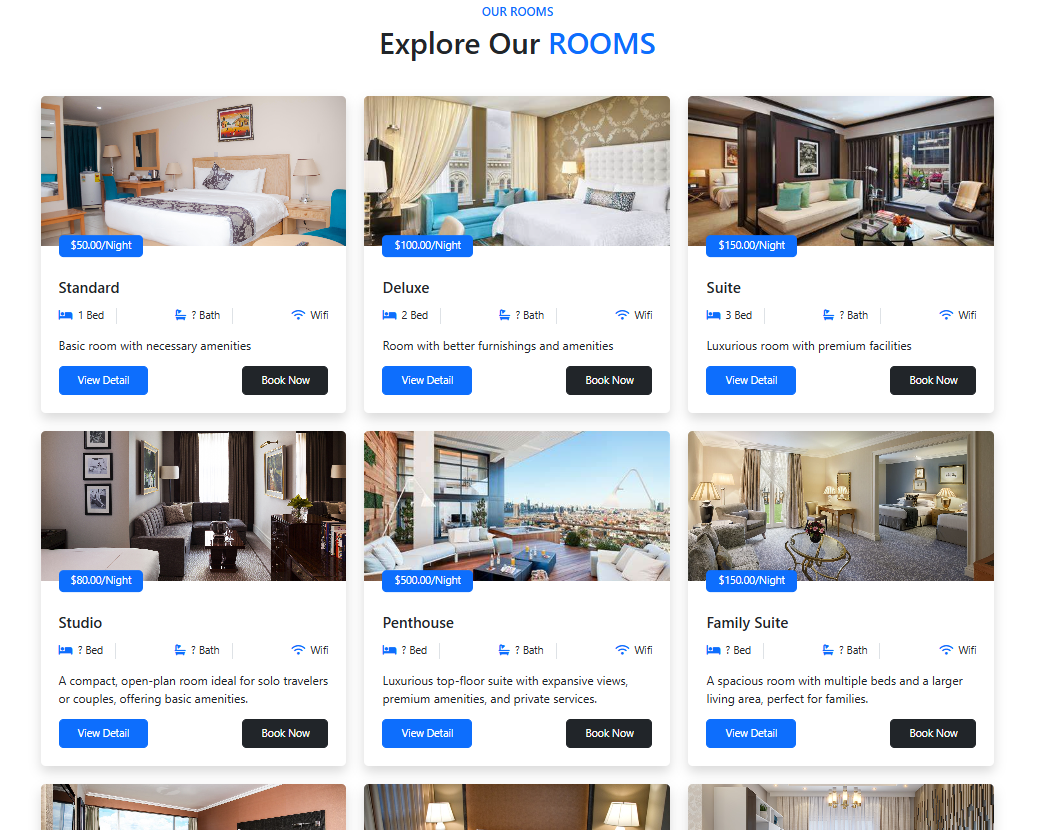 OUR ROOMS
Explore Our ROOMS
$50.00/Night
Standard
1 Bed
? Bath
Wifi
Basic room with necessary amenities
View Detail
Book Now
$100.00/Night
Deluxe
2 Bed
? Bath
Wifi
Room with better furnishings and amenities
View Detail
Book Now
$150.00/Night
Suite
3 Bed
? Bath
Wifi
Luxurious room with premium facilities
View Detail
Book Now
$80.00/Night
Studio
? Bed
? Bath
Wifi
A compact, open-plan room ideal for solo travelers
or couples, offering basic amenities.
View Detail
Book Now
$500.00/Night
Penthouse
? Bed
? Bath
Wifi
Luxurious top-floor suite with expansive views,
premium amenities, and private services.
View Detail
Book Now
$150.00/Night
Family Suite
? Bed
? Bath
Wifi
A spacious room with multiple beds and a larger
living area, perfect for families.
View Detail
Book Now